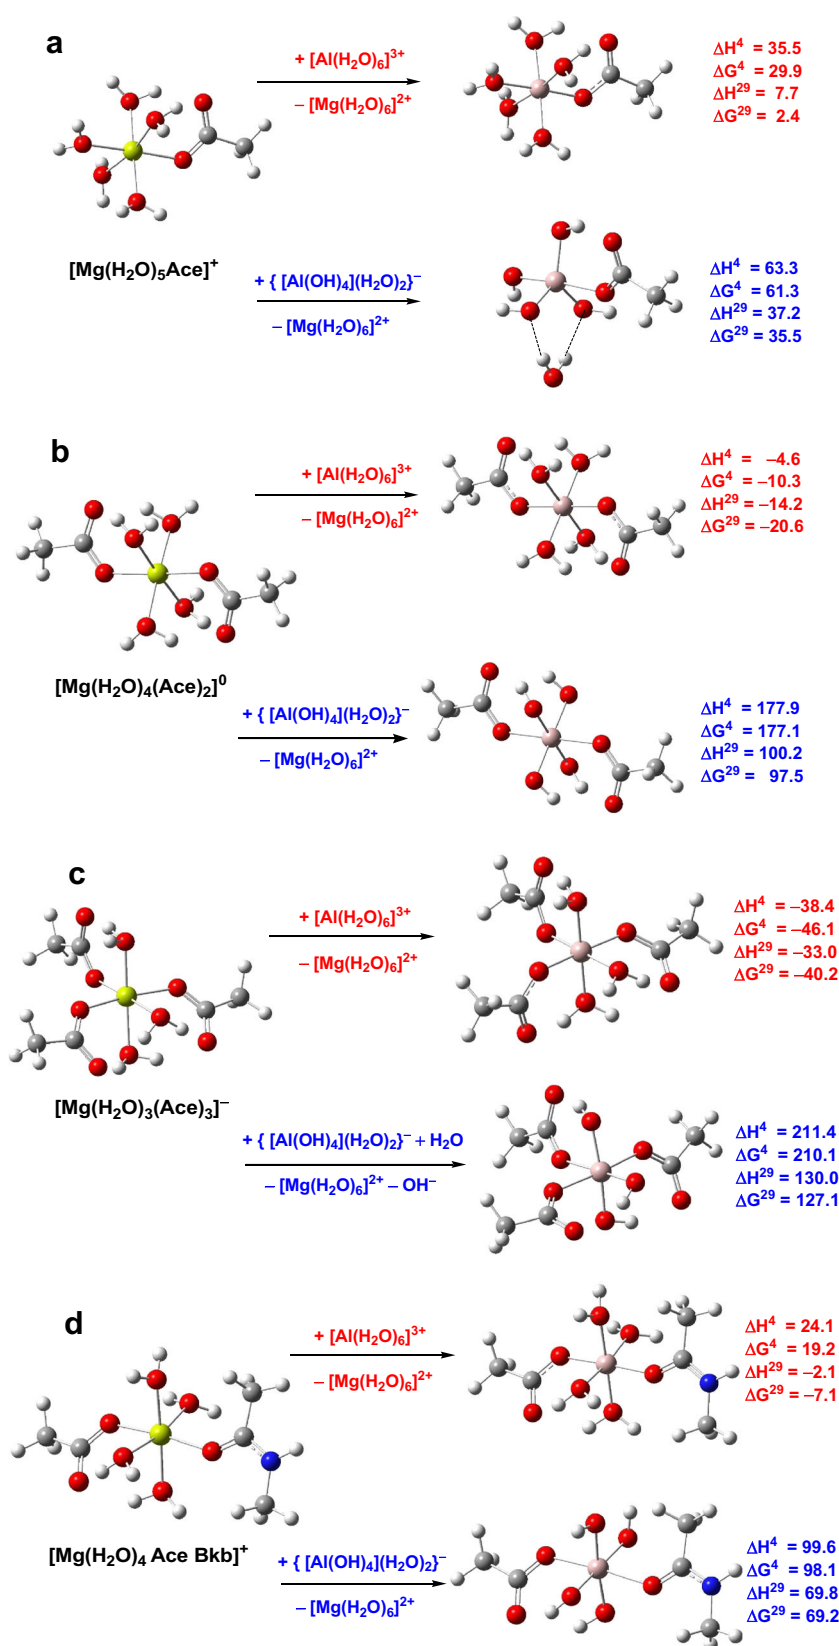 a
+ [Al(H₂O)₆]³⁺
– [Mg(H₂O)₆]²⁺
ΔH⁴ = 35.5
ΔG⁴ = 29.9
ΔH²⁹ = 7.7
ΔG²⁹ = 2.4
[Mg(H₂O)₅Ace]⁺
+ { [Al(OH)₄](H₂O)₂}⁻
– [Mg(H₂O)₆]²⁺
ΔH⁴ = 63.3
ΔG⁴ = 61.3
ΔH²⁹ = 37.2
ΔG²⁹ = 35.5
b
+ [Al(H₂O)₆]³⁺
– [Mg(H₂O)₆]²⁺
ΔH⁴ = –4.6
ΔG⁴ = –10.3
ΔH²⁹ = –14.2
ΔG²⁹ = –20.6
[Mg(H₂O)₄(Ace)₂]⁰
+ { [Al(OH)₄](H₂O)₂}⁻
– [Mg(H₂O)₆]²⁺
ΔH⁴ = 177.9
ΔG⁴ = 177.1
ΔH²⁹ = 100.2
ΔG²⁹ = 97.5
c
+ [Al(H₂O)₆]³⁺
– [Mg(H₂O)₆]²⁺
ΔH⁴ = –38.4
ΔG⁴ = –46.1
ΔH²⁹ = –33.0
ΔG²⁹ = –40.2
[Mg(H₂O)₃(Ace)₃]⁻
+ { [Al(OH)₄](H₂O)₂}⁻ + H₂O
– [Mg(H₂O)₆]²⁺ – OH⁻
ΔH⁴ = 211.4
ΔG⁴ = 210.1
ΔH²⁹ = 130.0
ΔG²⁹ = 127.1
d
+ [Al(H₂O)₆]³⁺
– [Mg(H₂O)₆]²⁺
ΔH⁴ = 24.1
ΔG⁴ = 19.2
ΔH²⁹ = –2.1
ΔG²⁹ = –7.1
[Mg(H₂O)₄ Ace Bkb]⁺
+ { [Al(OH)₄](H₂O)₂}⁻
– [Mg(H₂O)₆]²⁺
ΔH⁴ = 99.6
ΔG⁴ = 98.1
ΔH²⁹ = 69.8
ΔG²⁹ = 69.2